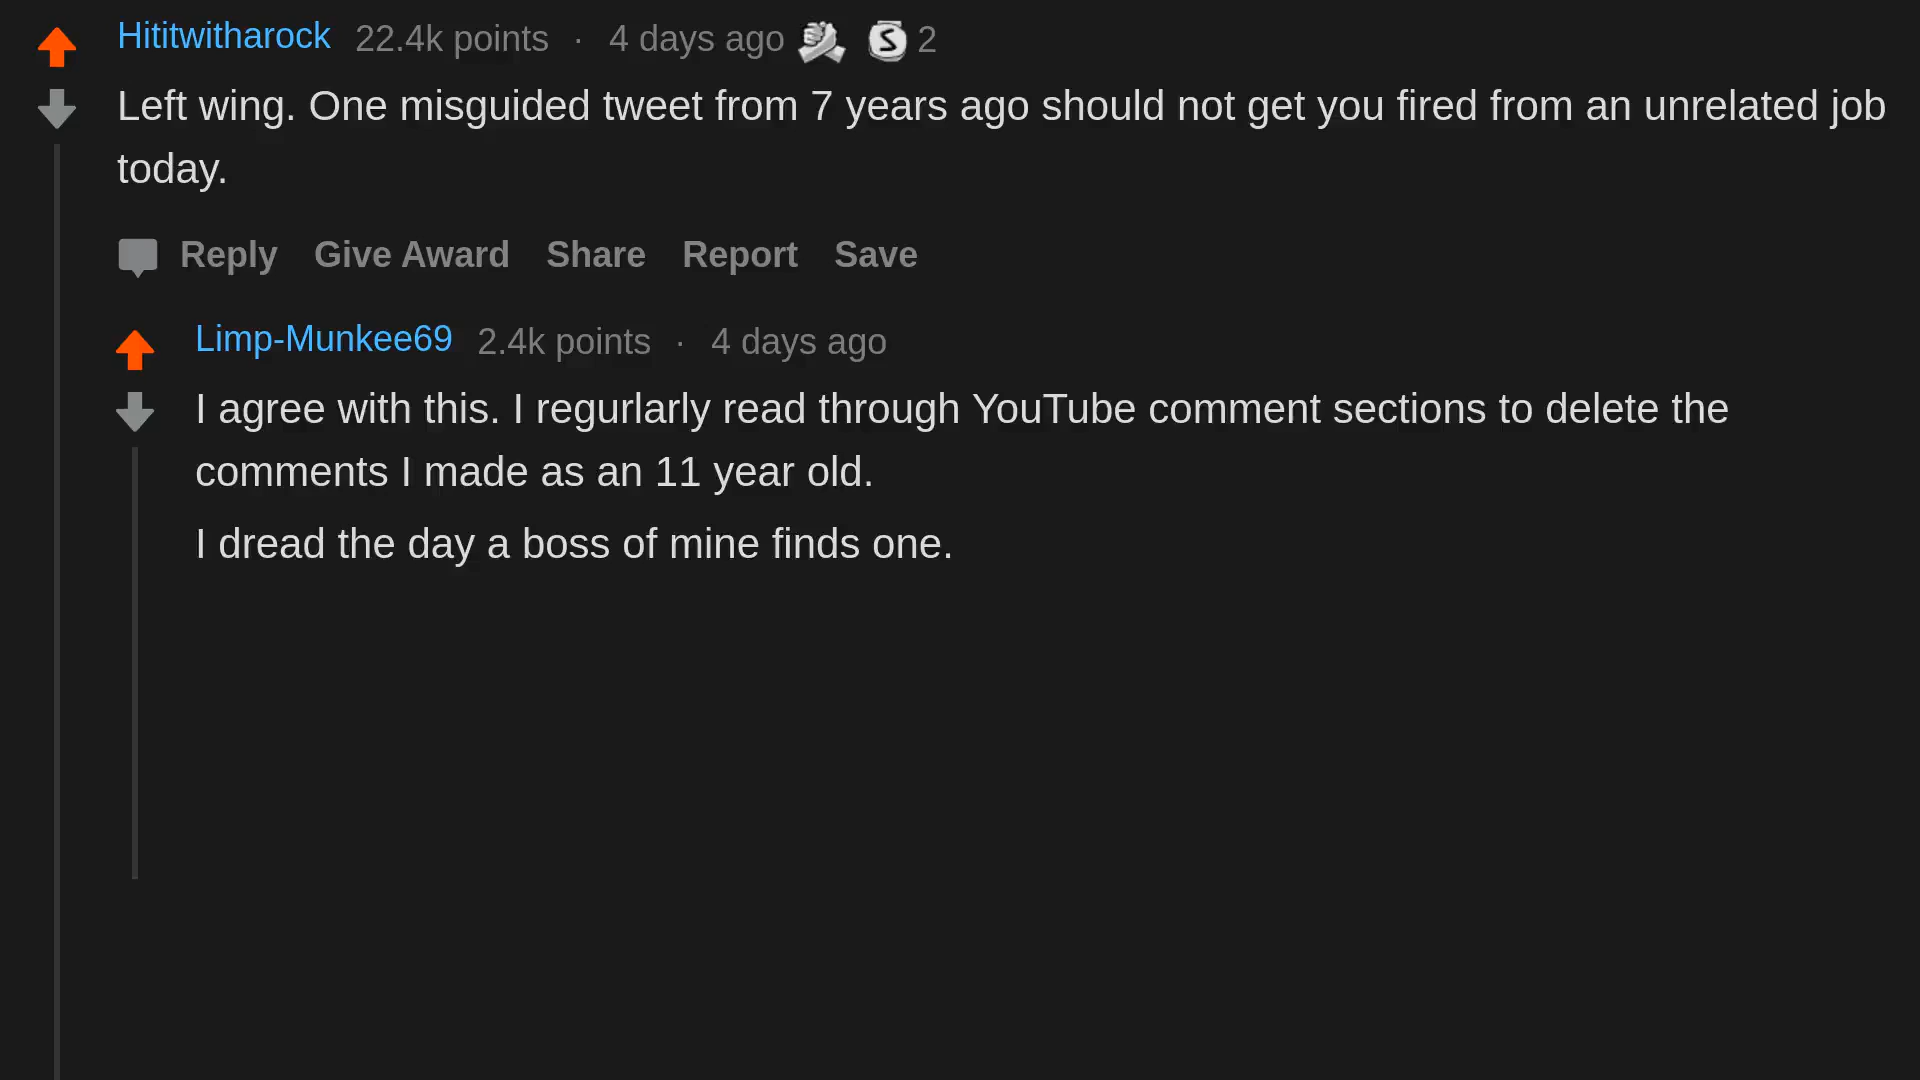 Hititwitharock 22.4k points · 4 days ago S 2
Left wing. One misguided tweet from 7 years ago should not get you fired from an unrelated job
today.
Reply Give Award Share Report Save
Limp-Munkee69 2.4k points · 4 days ago
I agree with this. I regurlarly read through YouTube comment sections to delete the
comments I made as an 11 year old.
I dread the day a boss of mine finds one.